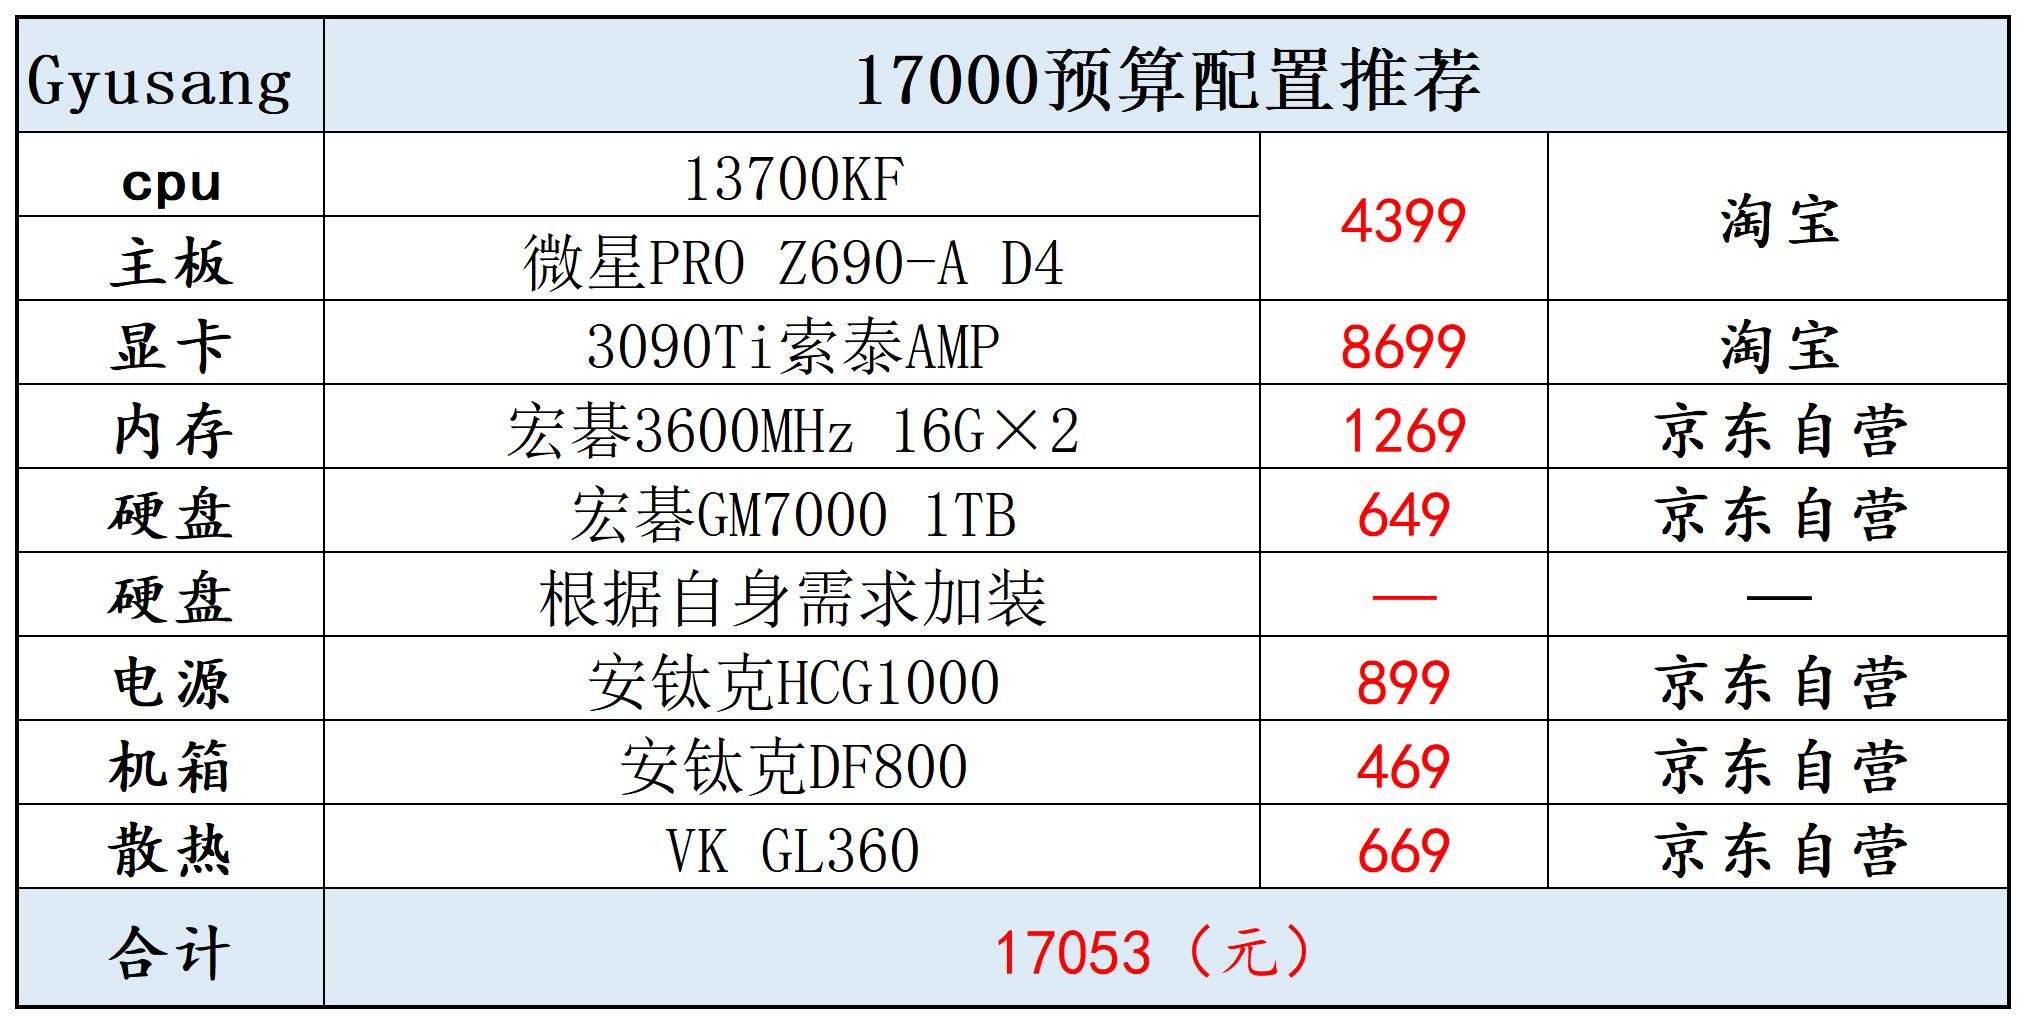 Gyusang 17000预算配置推荐
cpu 13700KF 4399 淘宝
主板 微星PRO Z690-A D4
显卡 3090Ti索泰AMP 8699 淘宝
内存 宏碁3600MHz 16G×2 1269 京东自营
硬盘 宏碁GM7000 1TB 649 京东自营
硬盘 根据自身需求加装 — —
电源 安钛克HCG1000 899 京东自营
机箱 安钛克DF800 469 京东自营
散热 VK GL360 669 京东自营
合计 17053（元）